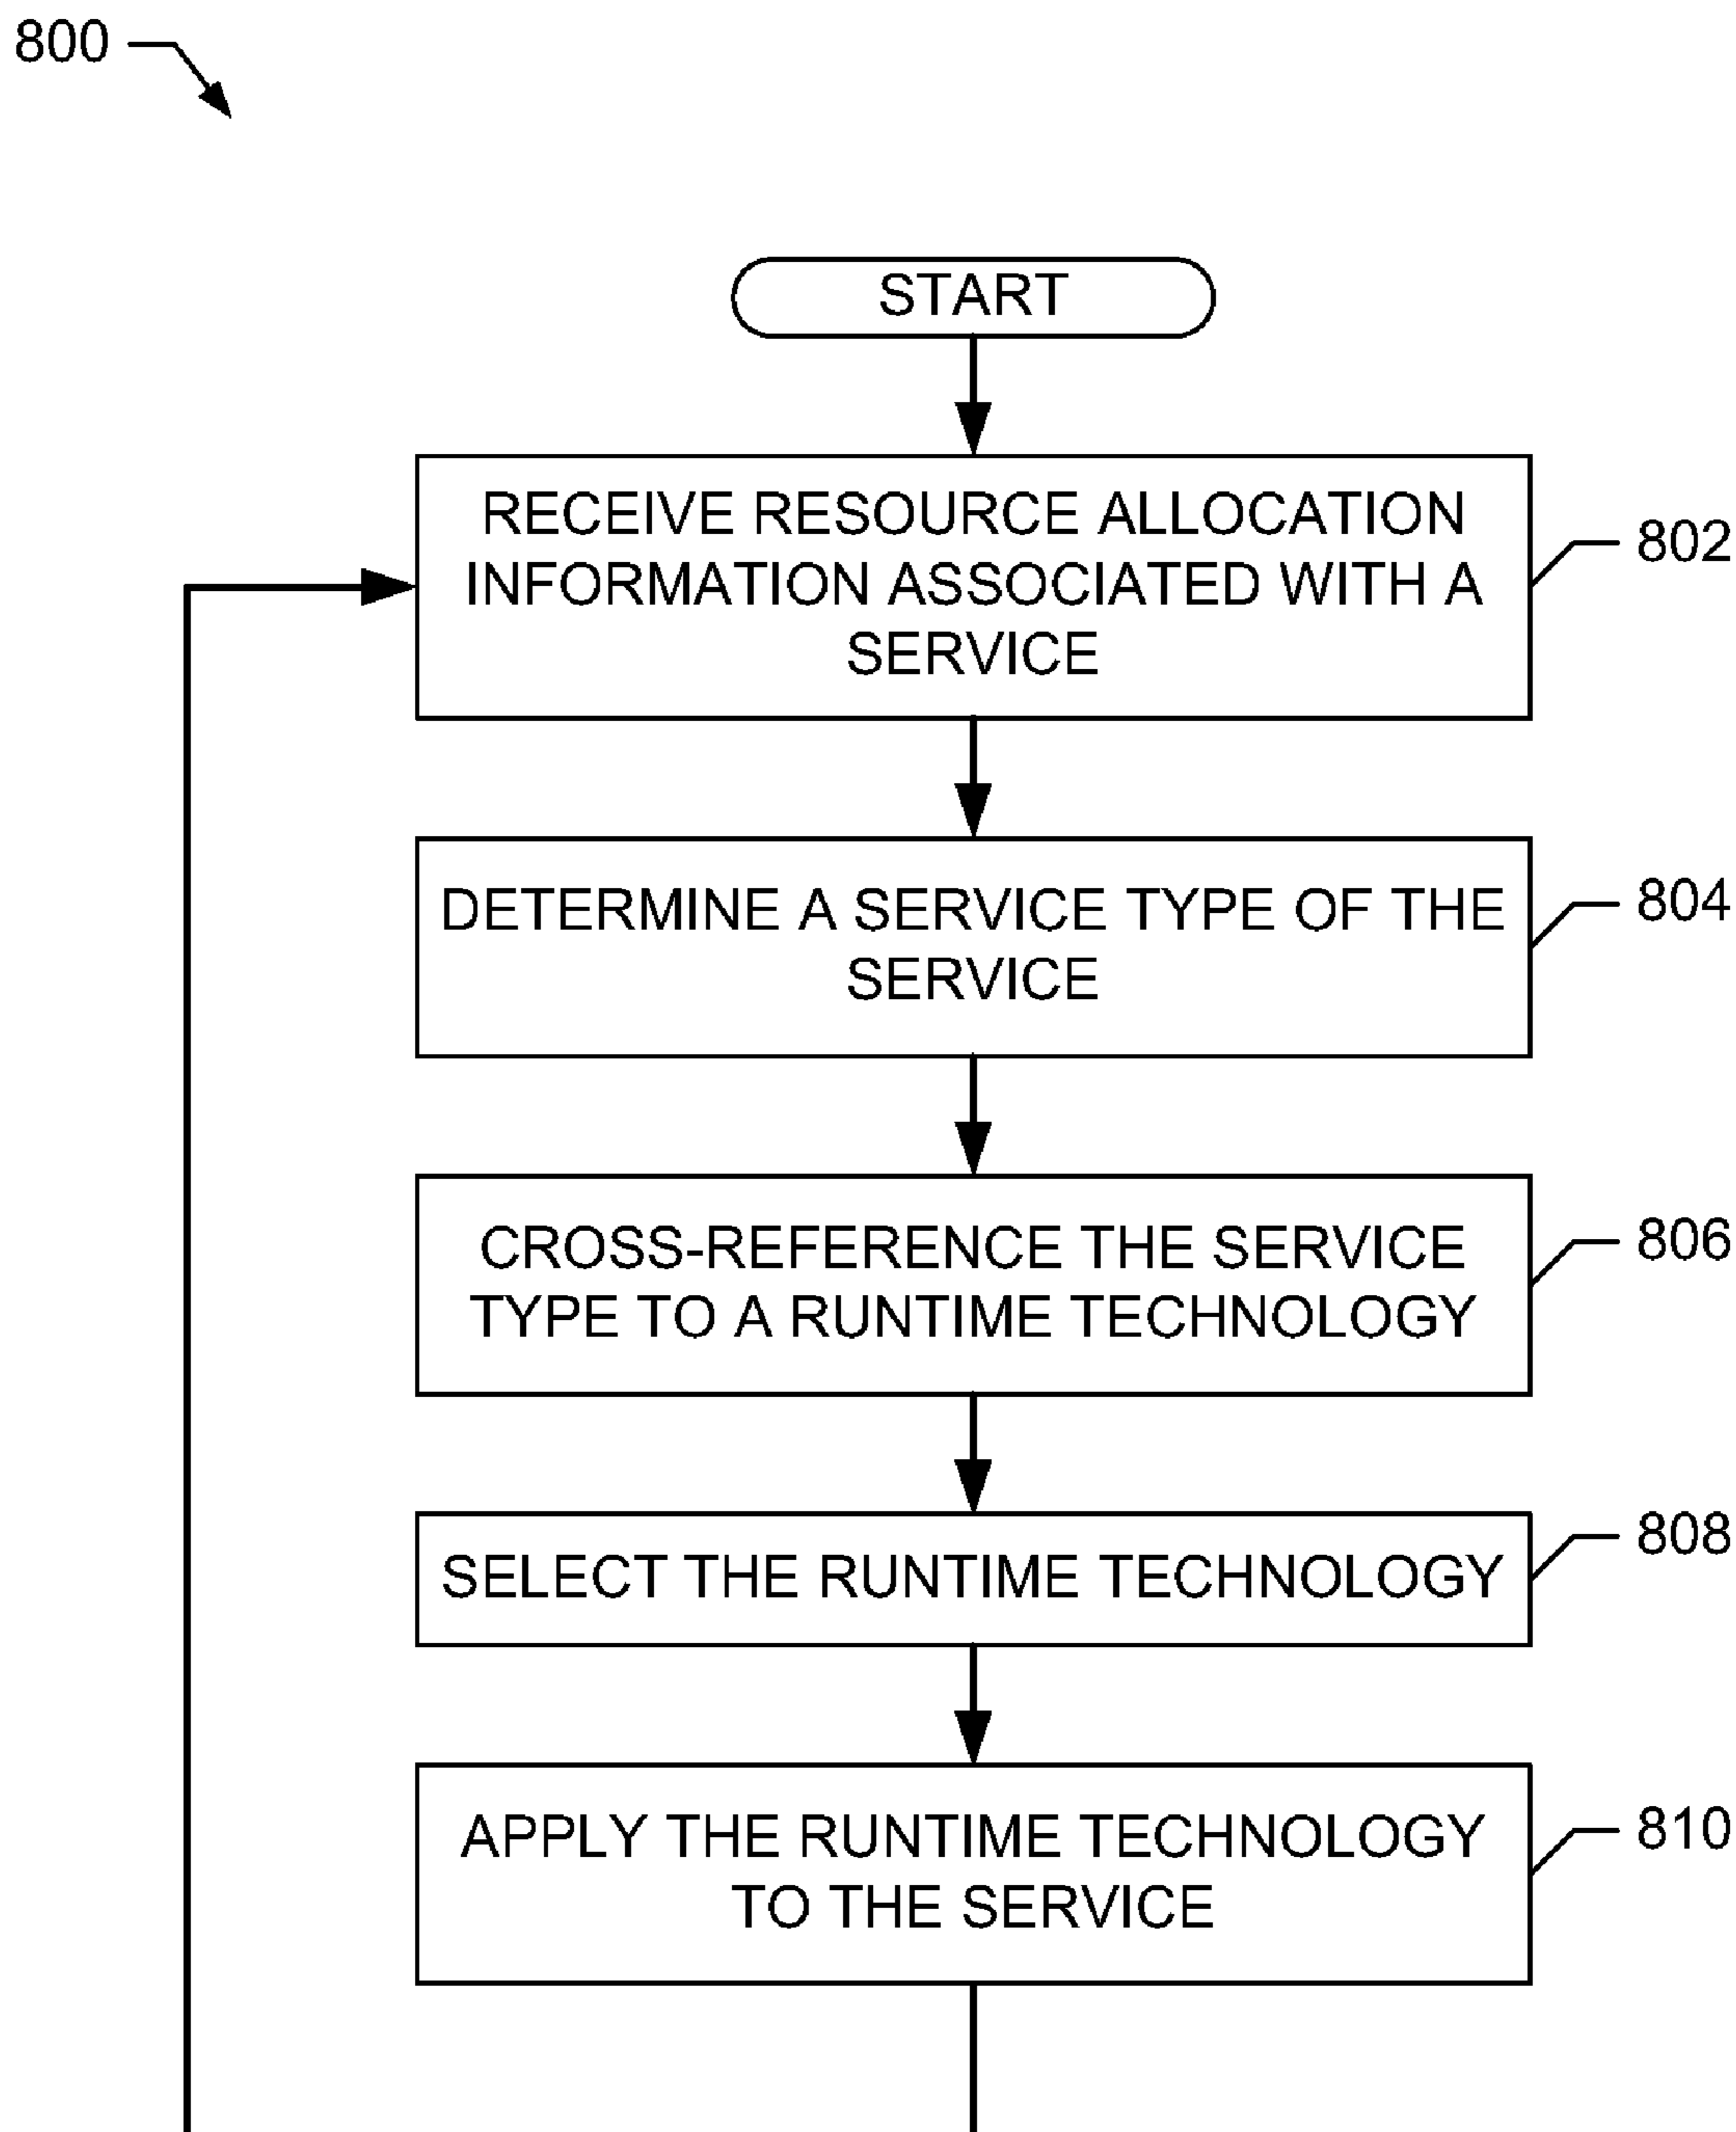 800
START
RECEIVE RESOURCE ALLOCATION
INFORMATION ASSOCIATED WITH A
SERVICE
802
DETERMINE A SERVICE TYPE OF THE
SERVICE
804
CROSS-REFERENCE THE SERVICE
TYPE TO A RUNTIME TECHNOLOGY
806
SELECT THE RUNTIME TECHNOLOGY
808
APPLY THE RUNTIME TECHNOLOGY
TO THE SERVICE
810